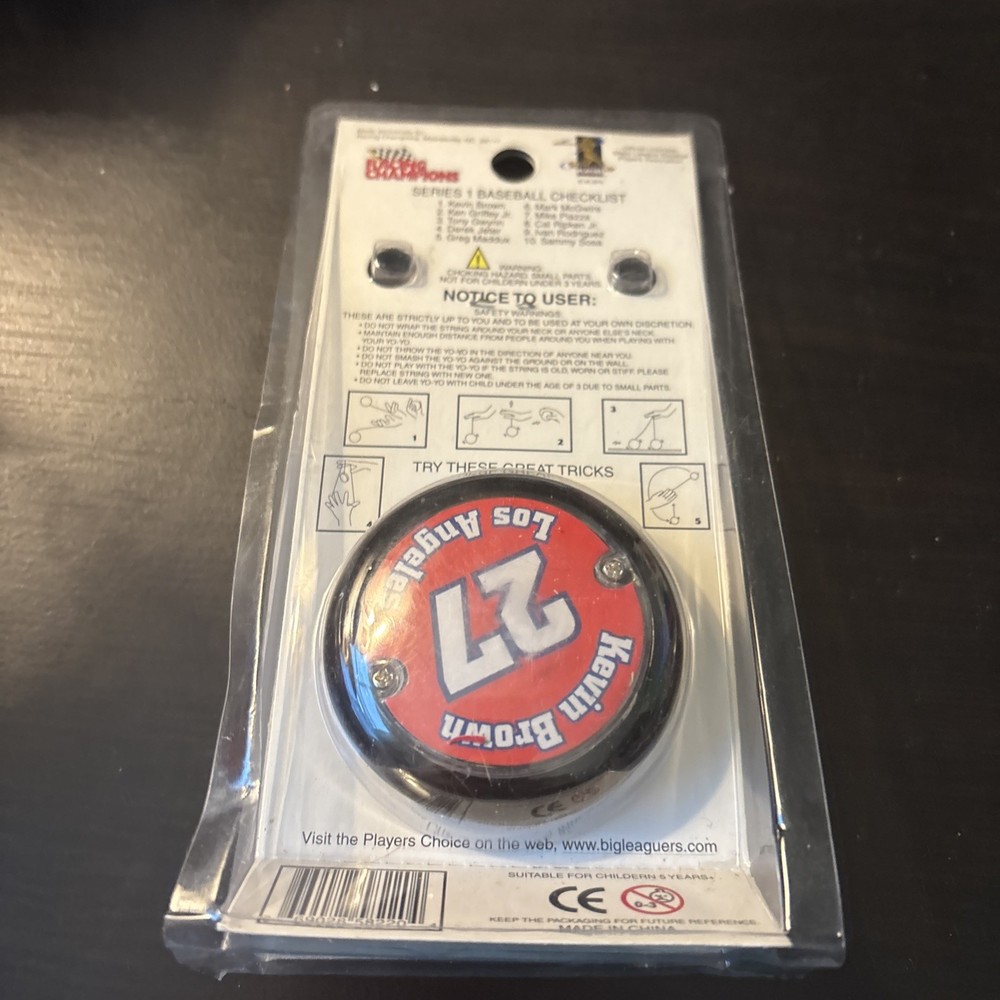 RACING
CHAMPIONS
SERIES 1 BASEBALL CHECKLIST
1. Kevin Brown
2. Ken Griffey Jr.
3. Tony Gwynn
4. Derek Jeter
5. Greg Maddux
6. Mark McGwire
7. Mike Piazza
8. Cal Ripken Jr.
9. Ivan Rodriguez
10. Sammy Sosa
WARNING:
CHOKING HAZARD. SMALL PARTS.
NOT FOR CHILDERN UNDER 3 YEARS.
NOTICE TO USER:
SAFETY WARNINGS:
THESE ARE STRICTLY UP TO YOU AND TO BE USED AT YOUR OWN DISCRETION:
• DO NOT WRAP THE STRING AROUND YOUR NECK OR ANYONE ELSE'S NECK.
• MAINTAIN ENOUGH DISTANCE FROM PEOPLE AROUND YOU WHEN PLAYING WITH
YOUR YO-YO.
• DO NOT THROW THE YO-YO IN THE DIRECTION OF ANYONE NEAR YOU.
• DO NOT SMASH THE YO-YO AGAINST THE GROUND OR ON THE WALL.
• DO NOT PLAY WITH THE YO-YO IF THE STRING IS OLD, WORN OR STIFF. PLEASE
REPLACE STRING WITH NEW ONE.
• DO NOT LEAVE YO-YO WITH CHILD UNDER THE AGE OF 3 DUE TO SMALL PARTS.
1
2
3
TRY THESE GREAT TRICKS
4
5
Los Angeles
27
Kevin Brown
CE
Visit the Players Choice on the web, www.bigleaguers.com
SUITABLE FOR CHILDERN 5 YEARS+
CE
0-3
KEEP THE PACKAGING FOR FUTURE REFERENCE.
MADE IN CHINA